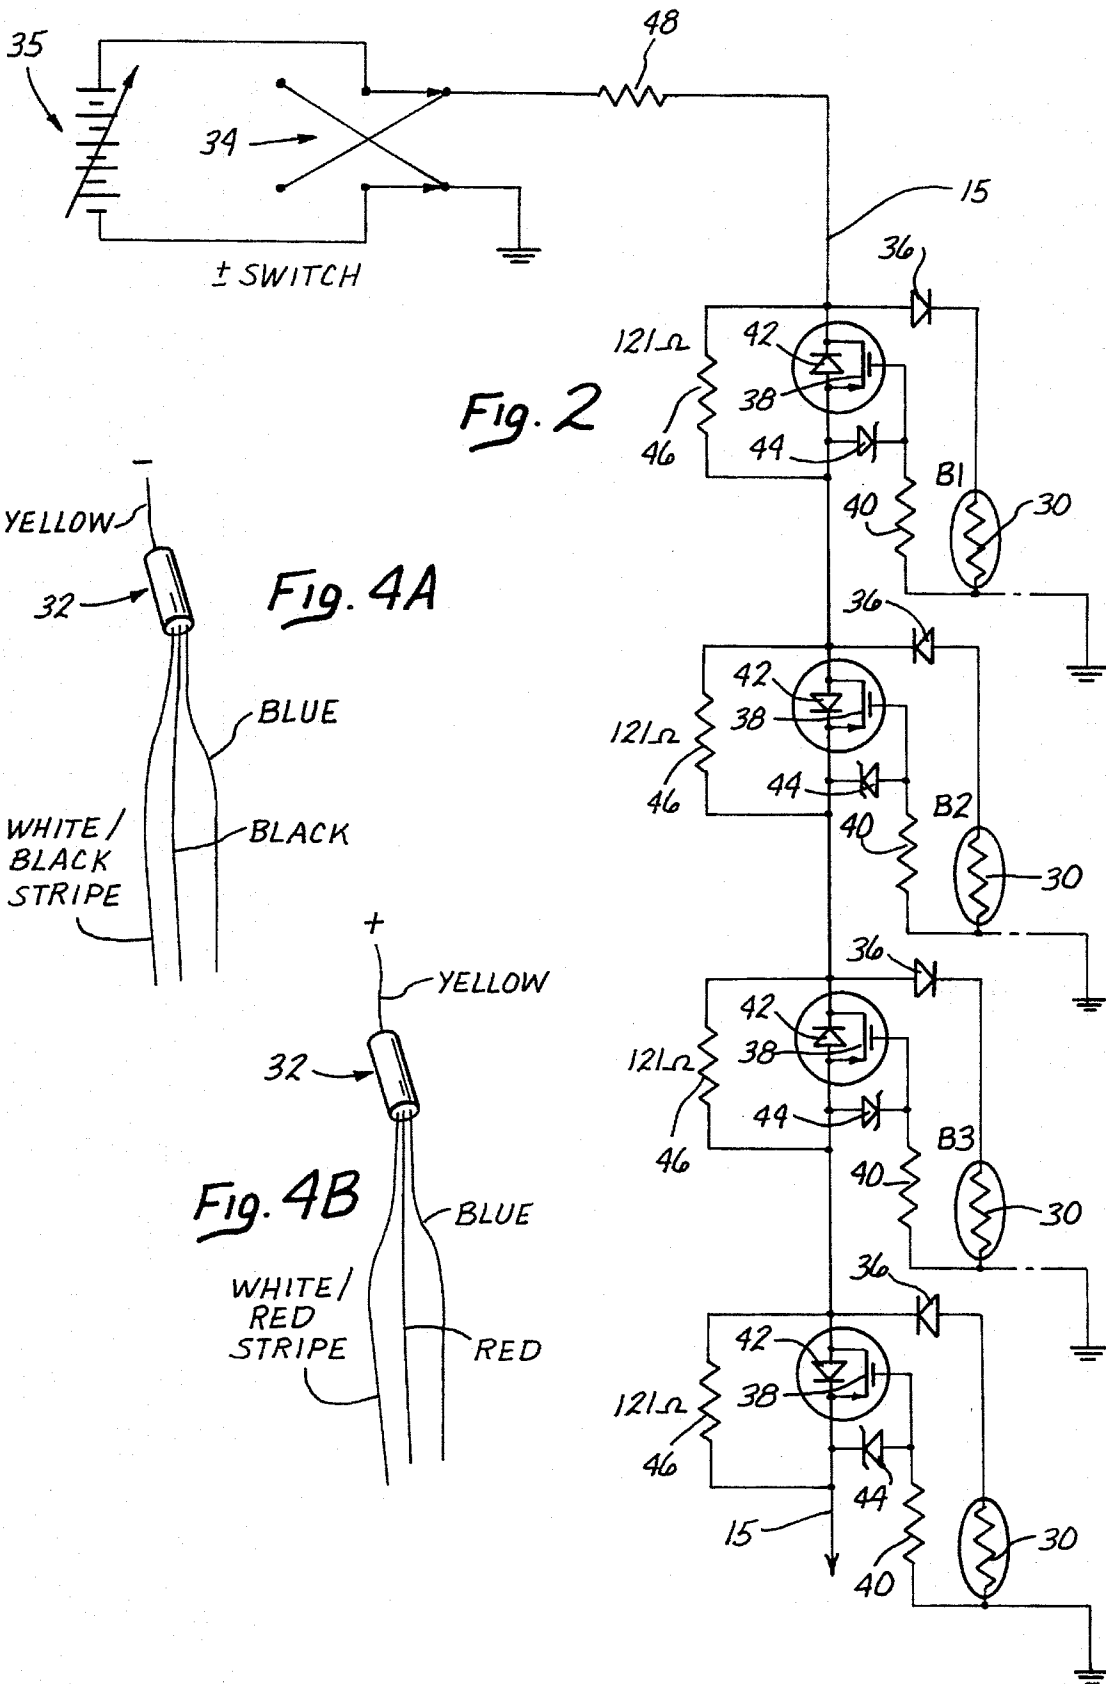 35
48
34
± SWITCH
15
36
121Ω
42
38
46
44
40
B1
30
Fig. 2
—
YELLOW
32
Fig. 4A
BLUE
WHITE/
BLACK
STRIPE
BLACK
36
121Ω
42
38
46
44
40
B2
30
+
YELLOW
32
Fig. 4B
BLUE
WHITE/
RED
STRIPE
RED
36
121Ω
42
38
46
44
40
B3
30
36
121Ω
42
38
46
44
40
30
15